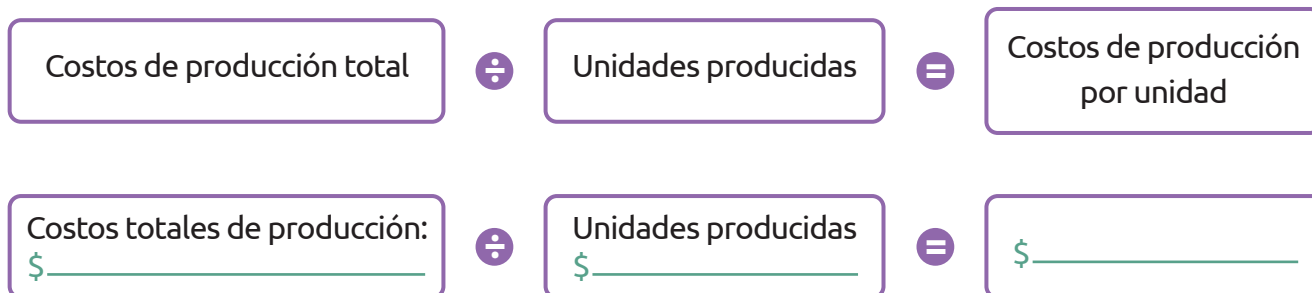 Costos de producción total ÷ Unidades producidas = Costos de producción
por unidad
Costos totales de producción: ÷ Unidades producidas =
$ $ $